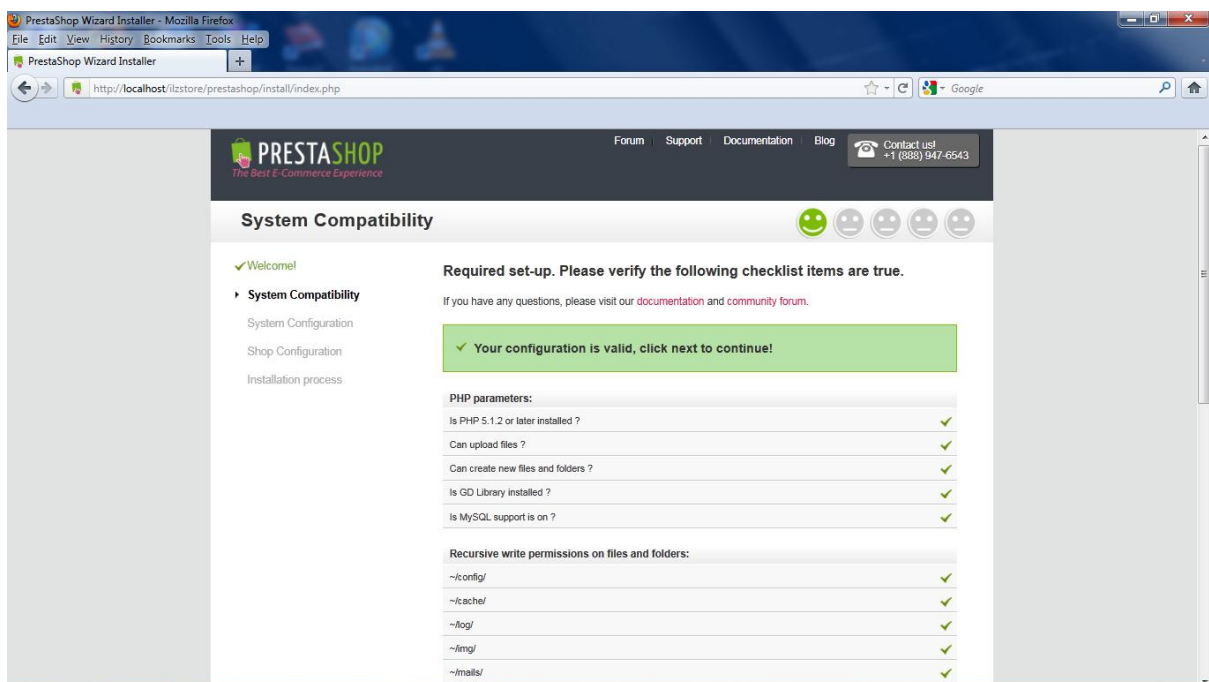 PrestaShop Wizard Installer - Mozilla Firefox
File Edit View History Bookmarks Tools Help
PrestaShop Wizard Installer
http://localhost/ilzstore/prestashop/install/index.php
Google
PRESTASHOP
The Best E-Commerce Experience
Forum Support Documentation Blog
Contact us!
+1 (888) 947-6543
System Compatibility
Welcome!
System Compatibility
System Configuration
Shop Configuration
Installation process
Required set-up. Please verify the following checklist items are true.
If you have any questions, please visit our documentation and community forum.
Your configuration is valid, click next to continue!
PHP parameters:
Is PHP 5.1.2 or later installed ?
Can upload files ?
Can create new files and folders ?
Is GD Library installed ?
Is MySQL support is on ?
Recursive write permissions on files and folders:
~/config/
~/cache/
~/log/
~/img/
~/mails/